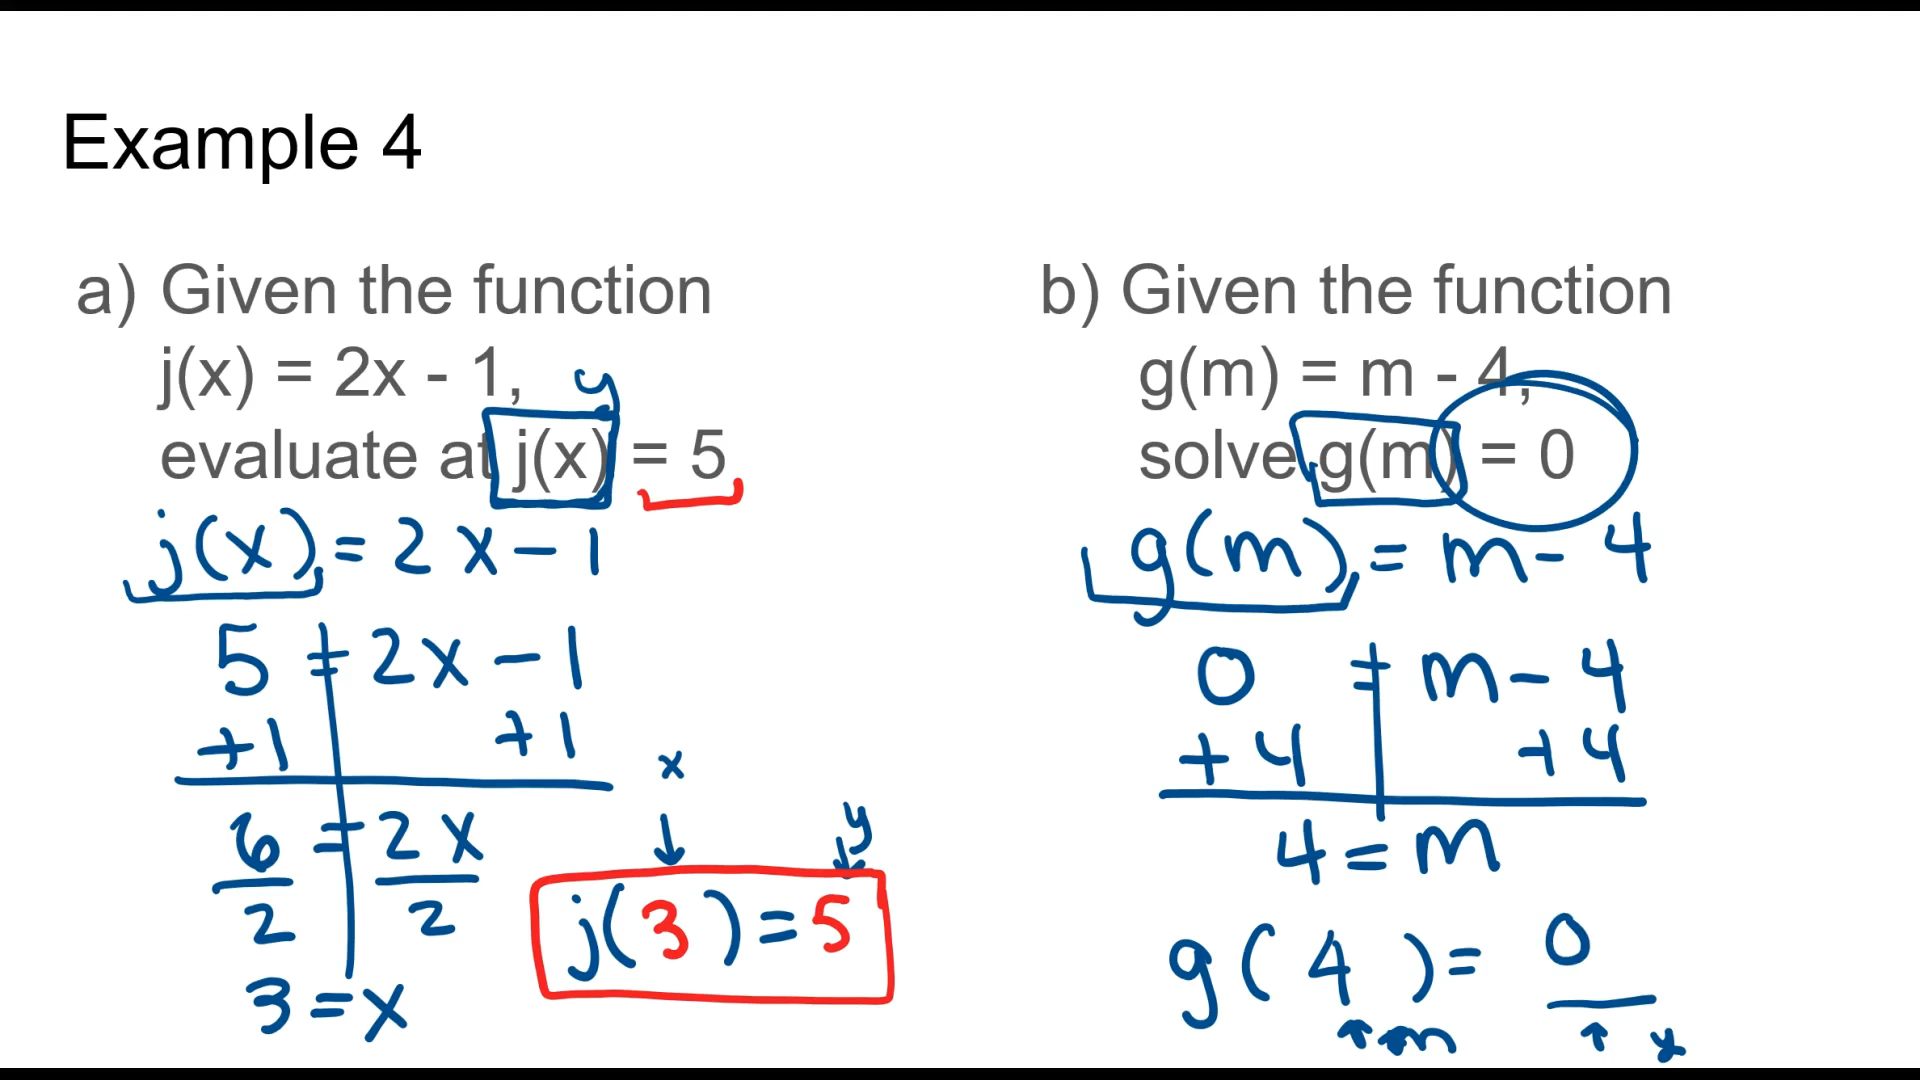 Example 4
a) Given the function
j(x) = 2x - 1,
y
evaluate at j(x) = 5
j(x) = 2x - 1
5 = 2x - 1
+1 +1
6 = 2x
2 2
3 = x
x
y
j(3) = 5
b) Given the function
g(m) = m - 4,
solve g(m) = 0
g(m) = m - 4
0 = m - 4
+4 +4
4 = m
g(4) = 0
m y